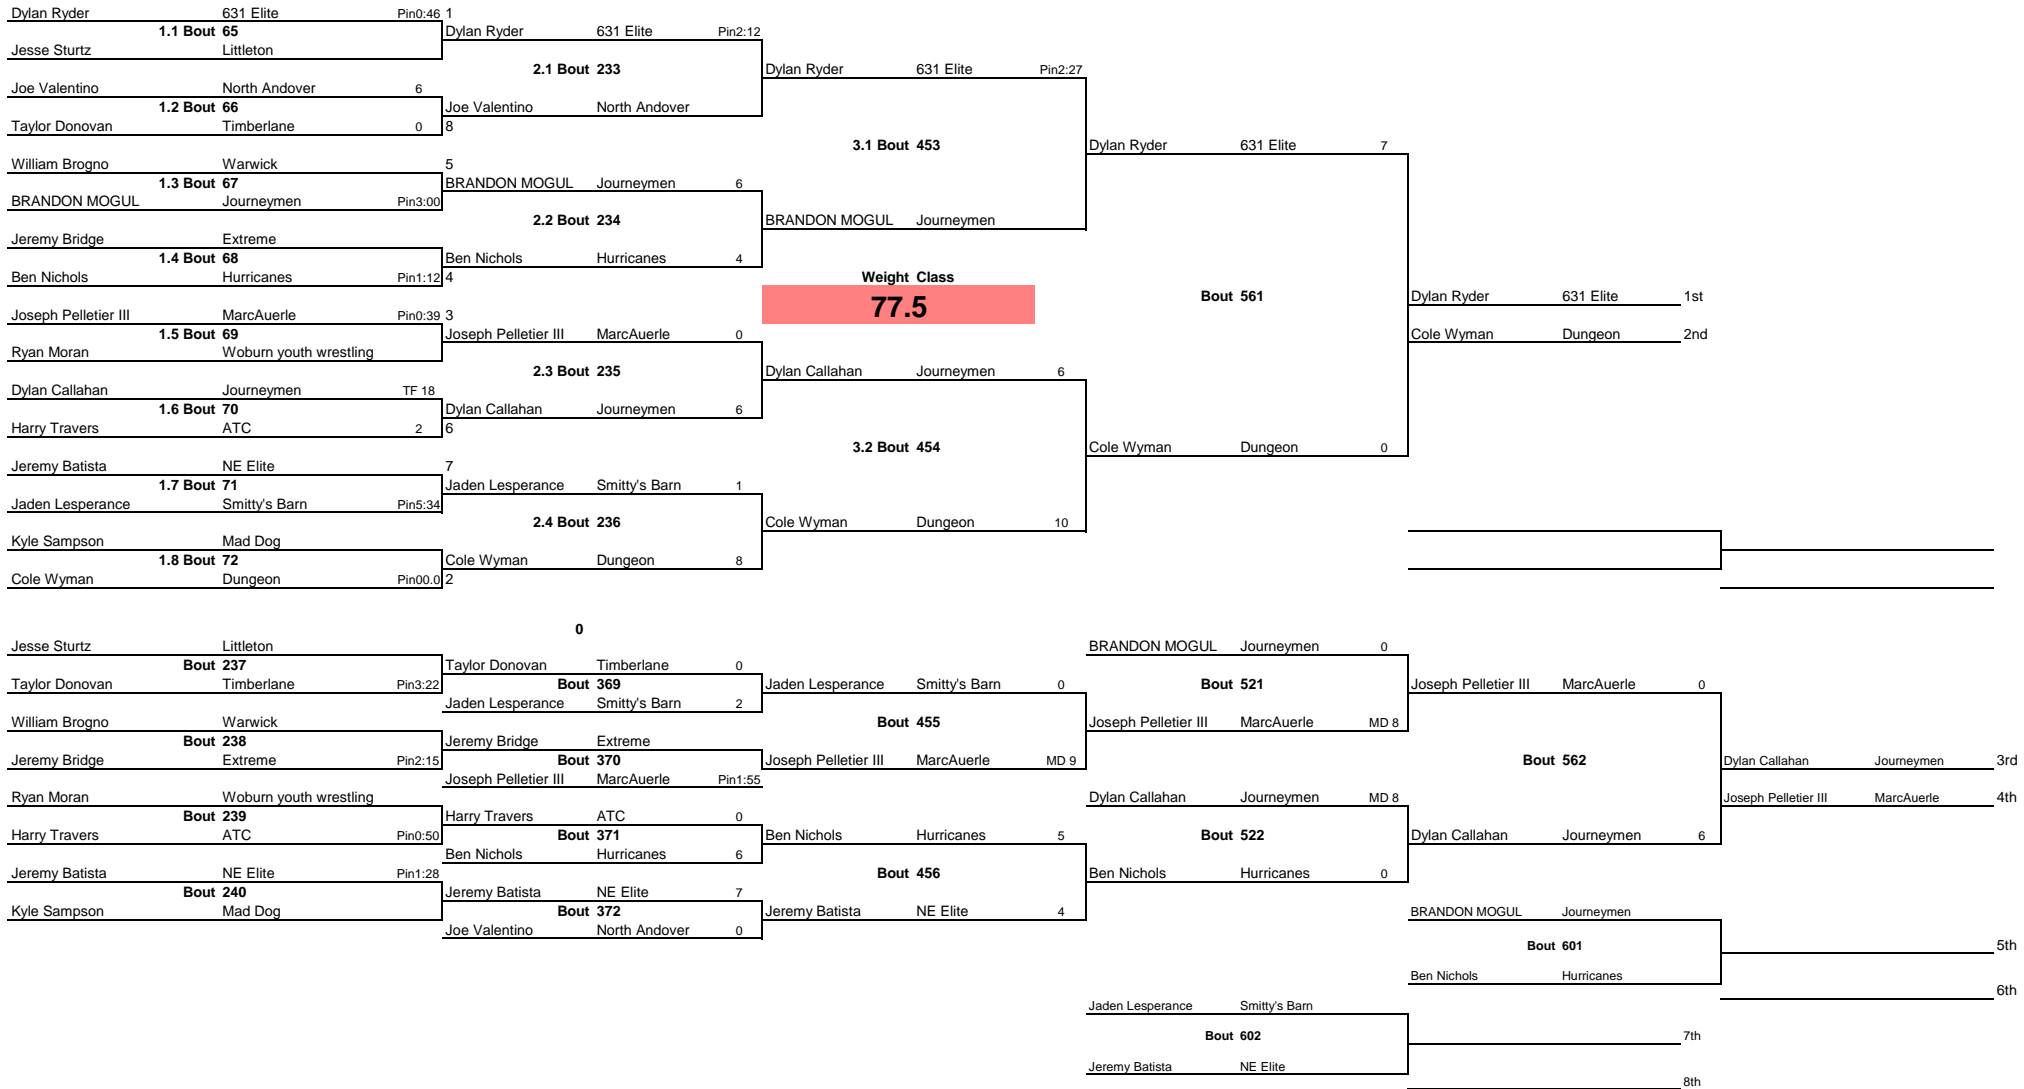 Dylan Ryder 631 Elite Pin0:46 1
1.1 Bout 65 Dylan Ryder 631 Elite Pin2:12
Jesse Sturtz Littleton
2.1 Bout 233 Dylan Ryder 631 Elite Pin2:27
Joe Valentino North Andover 6
1.2 Bout 66 Joe Valentino North Andover
Taylor Donovan Timberlane 0 8
3.1 Bout 453 Dylan Ryder 631 Elite 7
William Brogno Warwick 5
1.3 Bout 67 BRANDON MOGUL Journeymen 6
BRANDON MOGUL Journeymen Pin3:00
2.2 Bout 234 BRANDON MOGUL Journeymen
Jeremy Bridge Extreme
1.4 Bout 68 Ben Nichols Hurricanes 4
Ben Nichols Hurricanes Pin1:12 4 Weight Class
Bout 561 Dylan Ryder 631 Elite 1st
77.5
Joseph Pelletier III MarcAuerle Pin0:39 3
1.5 Bout 69 Joseph Pelletier III MarcAuerle 0 Cole Wyman Dungeon 2nd
Ryan Moran Woburn youth wrestling
2.3 Bout 235 Dylan Callahan Journeymen 6
Dylan Callahan Journeymen TF 18
1.6 Bout 70 Dylan Callahan Journeymen 6
Harry Travers ATC 2 6
3.2 Bout 454 Cole Wyman Dungeon 0
Jeremy Batista NE Elite 7
1.7 Bout 71 Jaden Lesperance Smitty's Barn 1
Jaden Lesperance Smitty's Barn Pin5:34
2.4 Bout 236 Cole Wyman Dungeon 10
Kyle Sampson Mad Dog
1.8 Bout 72 Cole Wyman Dungeon 8
Cole Wyman Dungeon Pin00.0 2
0
Jesse Sturtz Littleton BRANDON MOGUL Journeymen 0
Bout 237 Taylor Donovan Timberlane 0
Taylor Donovan Timberlane Pin3:22 Bout 369 Jaden Lesperance Smitty's Barn 0 Bout 521 Joseph Pelletier III MarcAuerle 0
Jaden Lesperance Smitty's Barn 2
William Brogno Warwick Bout 455 Joseph Pelletier III MarcAuerle MD 8
Bout 238 Jeremy Bridge Extreme
Jeremy Bridge Extreme Pin2:15 Bout 370 Joseph Pelletier III MarcAuerle MD 9 Bout 562 Dylan Callahan Journeymen 3rd
Joseph Pelletier III MarcAuerle Pin1:55
Ryan Moran Woburn youth wrestling Dylan Callahan Journeymen MD 8 Joseph Pelletier III MarcAuerle 4th
Bout 239 Harry Travers ATC 0
Harry Travers ATC Pin0:50 Bout 371 Ben Nichols Hurricanes 5 Bout 522 Dylan Callahan Journeymen 6
Ben Nichols Hurricanes 6
Jeremy Batista NE Elite Pin1:28 Bout 456 Ben Nichols Hurricanes 0
Bout 240 Jeremy Batista NE Elite 7
Kyle Sampson Mad Dog Bout 372 Jeremy Batista NE Elite 4 BRANDON MOGUL Journeymen
Joe Valentino North Andover 0
Bout 601 5th
Ben Nichols Hurricanes
6th
Jaden Lesperance Smitty's Barn
Bout 602 7th
Jeremy Batista NE Elite
8th